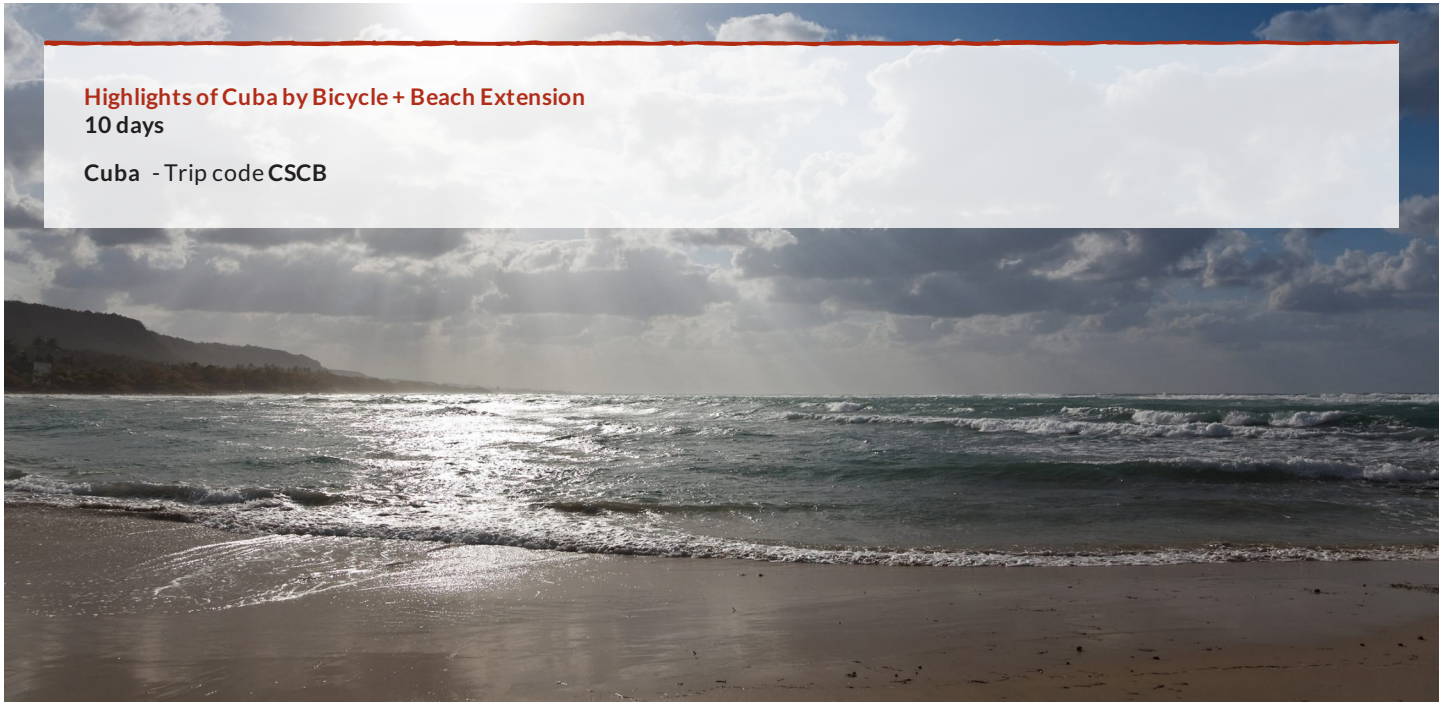 Highlights of Cuba by Bicycle + Beach Extension
10 days
Cuba - Trip code CSCB